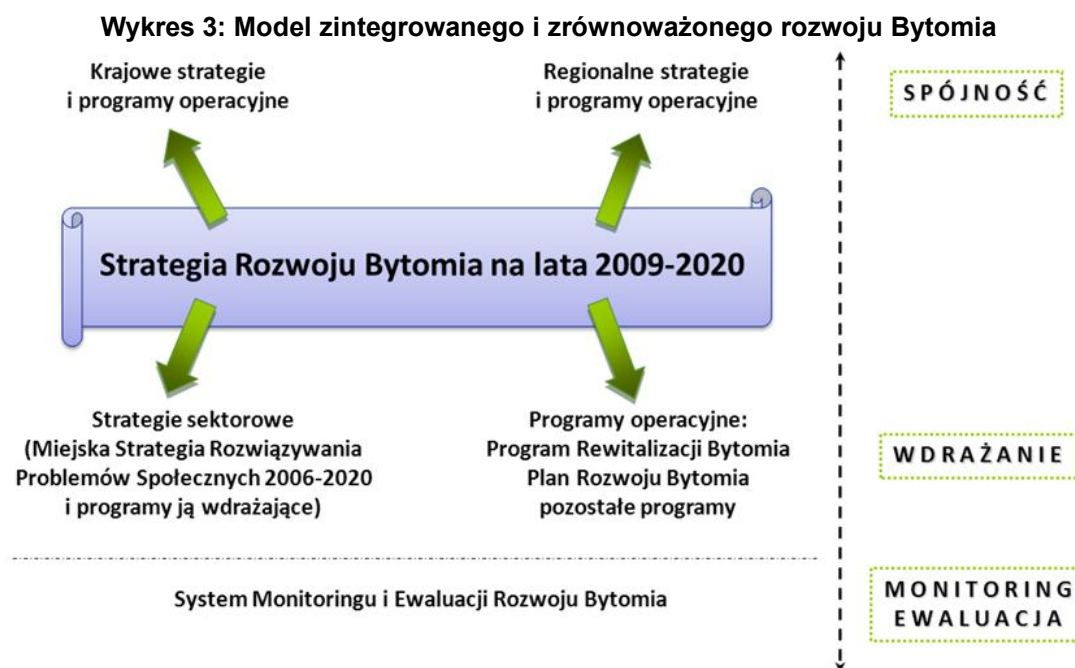 Wykres 3: Model zintegrowanego i zrównoważonego rozwoju Bytomia
Krajowe strategie
i programy operacyjne
Regionalne strategie
i programy operacyjne
SPÓJNOŚĆ
Strategia Rozwoju Bytomia na lata 2009-2020
Strategie sektorowe
(Miejska Strategia Rozwiązywania
Problemów Społecznych 2006-2020
i programy ją wdrażające)
Programy operacyjne:
Program Rewitalizacji Bytomia
Plan Rozwoju Bytomia
pozostałe programy
WDRAŻANIE
System Monitoringu i Ewaluacji Rozwoju Bytomia
MONITORING
EWALUACJA